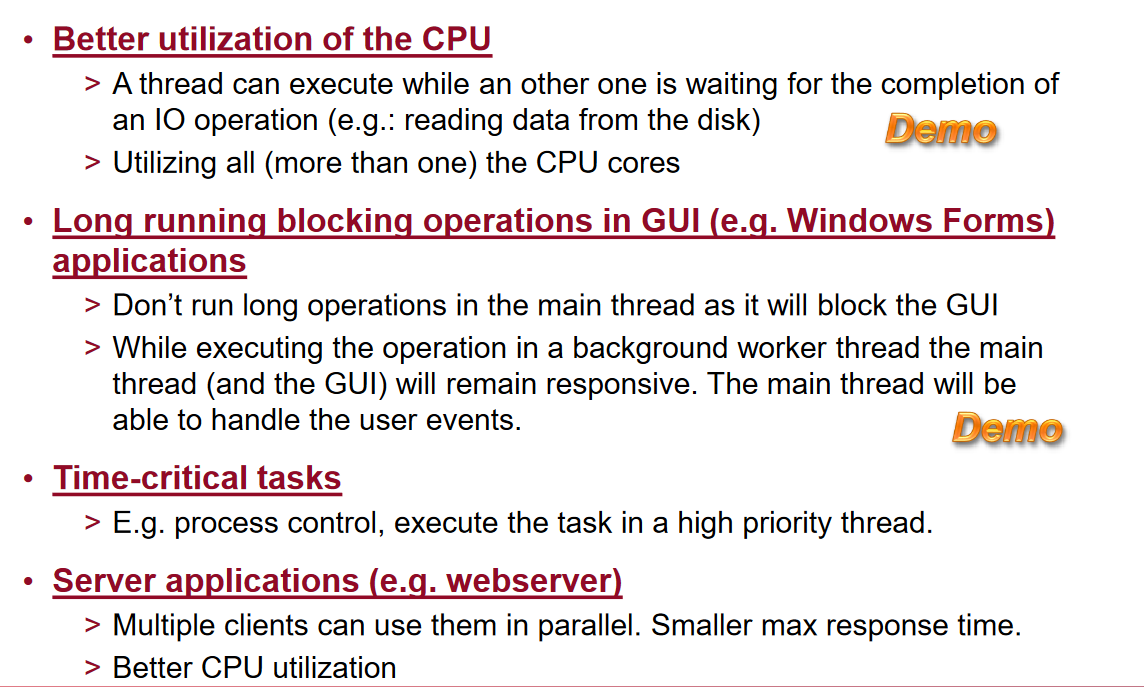 • Better utilization of the CPU
> A thread can execute while an other one is waiting for the completion of
an IO operation (e.g.: reading data from the disk)
Demo
> Utilizing all (more than one) the CPU cores
• Long running blocking operations in GUI (e.g. Windows Forms)
applications
> Don’t run long operations in the main thread as it will block the GUI
> While executing the operation in a background worker thread the main
thread (and the GUI) will remain responsive. The main thread will be
able to handle the user events.
Demo
• Time-critical tasks
> E.g. process control, execute the task in a high priority thread.
• Server applications (e.g. webserver)
> Multiple clients can use them in parallel. Smaller max response time.
> Better CPU utilization